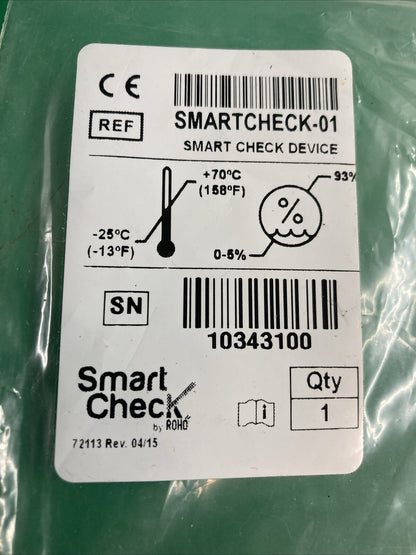 CE
REF
SMARTCHECK-01
SMART CHECK DEVICE
+70°C
(158°F)
-25°C
(-13°F)
%
93%
0-5%
SN
10343100
Smart
Check
by ROHO
Qty
1
i
72113 Rev. 04/15